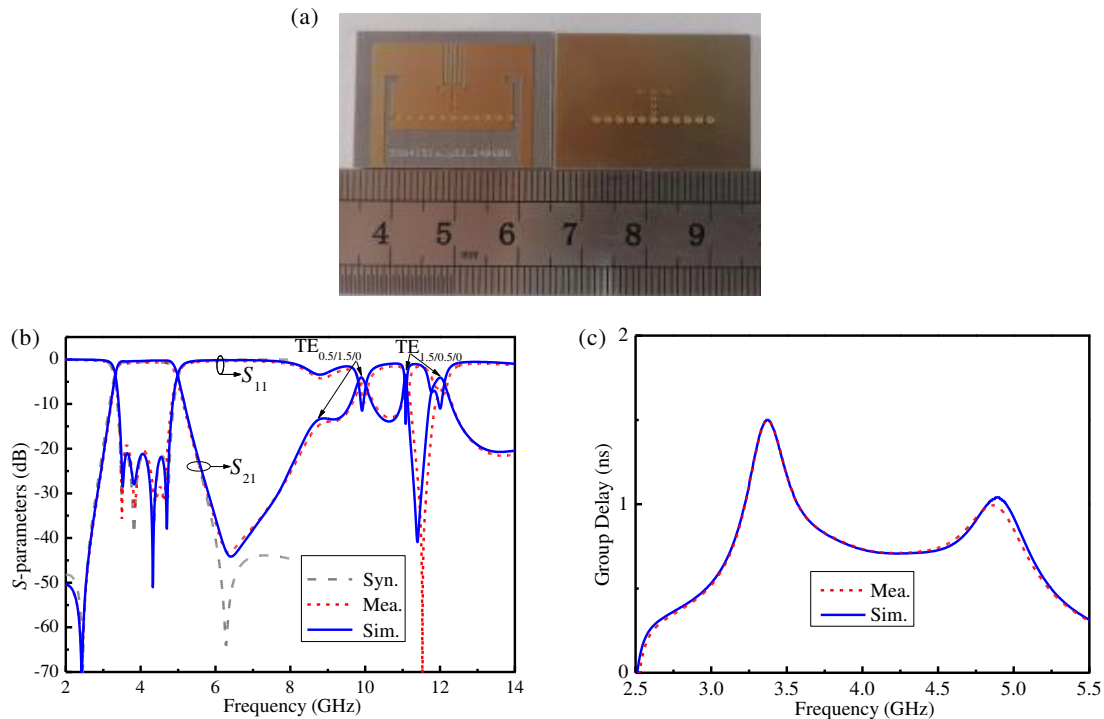 (a)
4 5 6 7 8 9
(b)
TE0.5/1.5/0
TE1.5/0.5/0
S11
S21
Syn.
Mea.
Sim.
0
-10
-20
-30
-40
-50
-60
-70
2 4 6 8 10 12 14
S-parameters (dB)
Frequency (GHz)
(c)
2
1
0
Mea.
Sim.
2.5 3.0 3.5 4.0 4.5 5.0 5.5
Group Delay (ns)
Frequency (GHz)